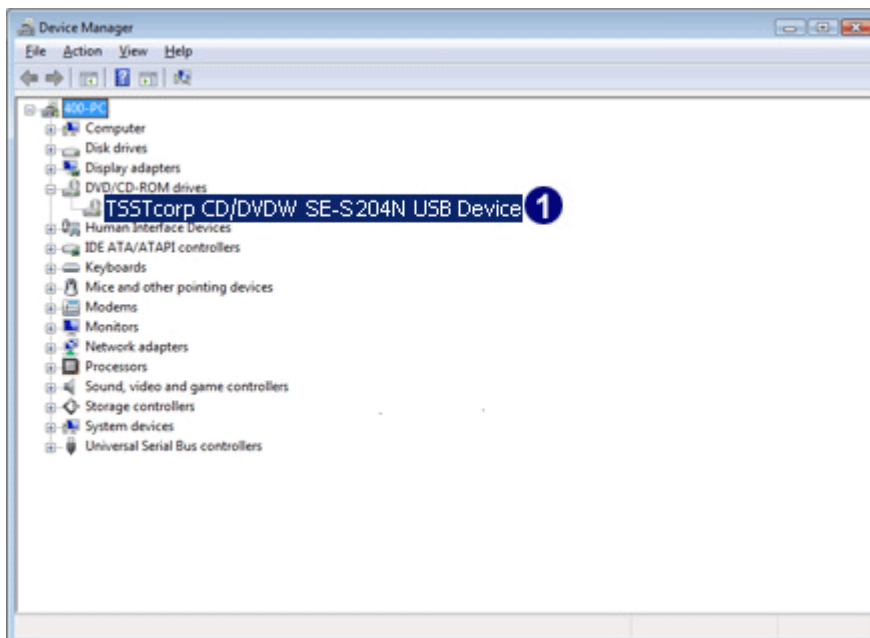 Device Manager
File Action View Help
400-PC
Computer
Disk drives
Display adapters
DVD/CD-ROM drives
TSSTcorp CD/DVDW SE-S204N USB Device 1
Human Interface Devices
IDE ATA/ATAPI controllers
Keyboards
Mice and other pointing devices
Modems
Monitors
Network adapters
Processors
Sound, video and game controllers
Storage controllers
System devices
Universal Serial Bus controllers